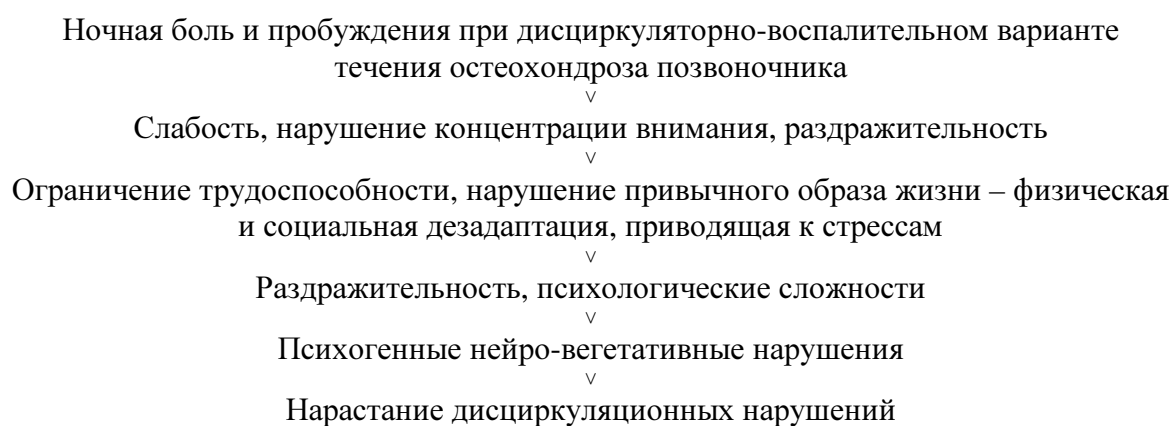 Ночная боль и пробуждения при дисциркуляторно-воспалительном варианте
течения остеохондроза позвоночника
˅
Слабость, нарушение концентрации внимания, раздражительность
˅
Ограничение трудоспособности, нарушение привычного образа жизни – физическая
и социальная дезадаптация, приводящая к стрессам
˅
Раздражительность, психологические сложности
˅
Психогенные нейро-вегетативные нарушения
˅
Нарастание дисциркуляционных нарушений